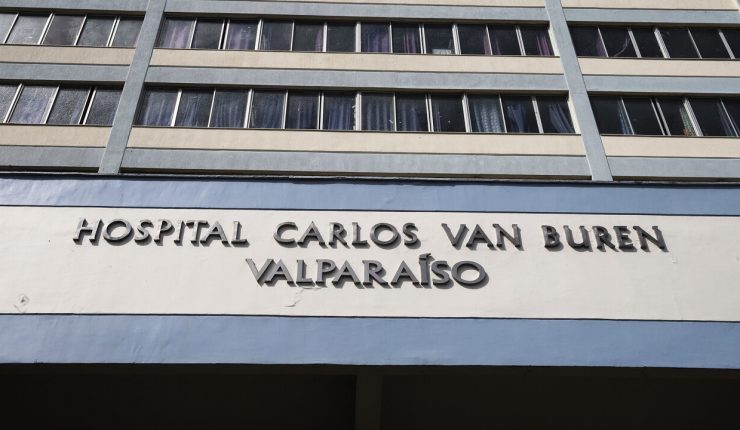 HOSPITAL CARLOS VAN BUREN
VALPARAÍSO